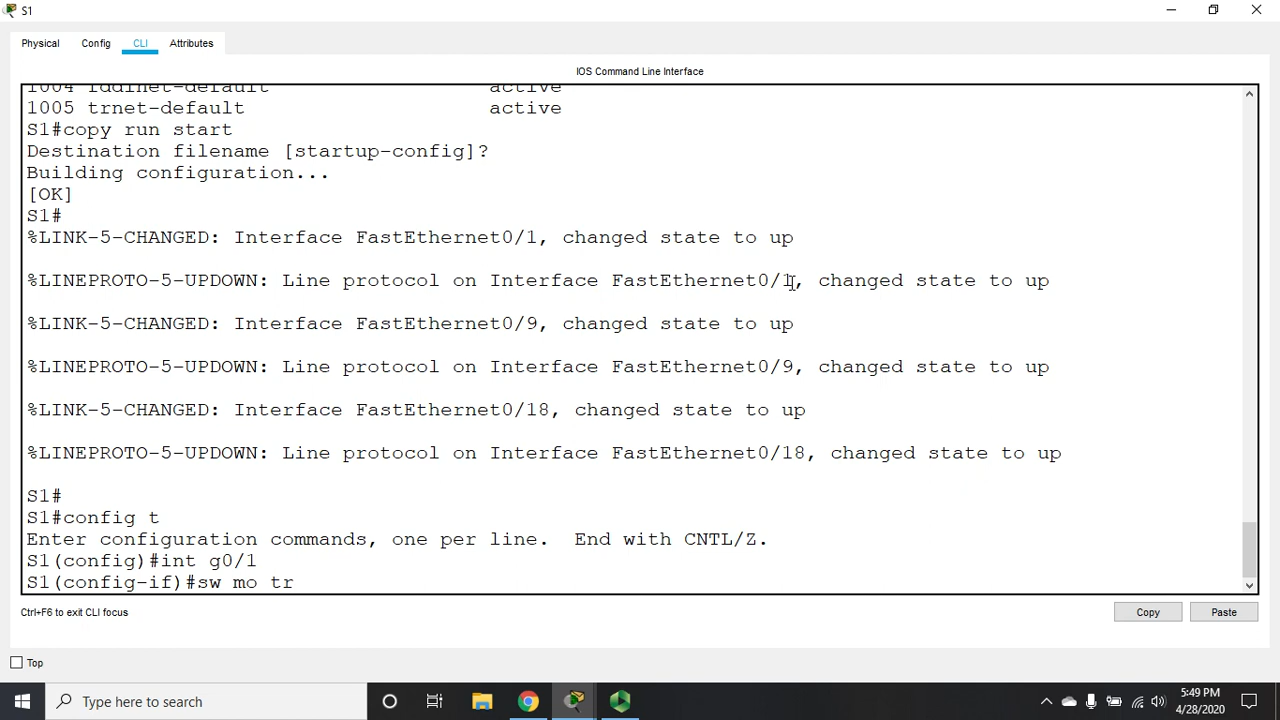 S1
Physical Config CLI Attributes
IOS Command Line Interface
1004 fddinet-default active
1005 trnet-default active
S1#copy run start
Destination filename [startup-config]?
Building configuration...
[OK]
S1#
%LINK-5-CHANGED: Interface FastEthernet0/1, changed state to up
%LINEPROTO-5-UPDOWN: Line protocol on Interface FastEthernet0/1, changed state to up
%LINK-5-CHANGED: Interface FastEthernet0/9, changed state to up
%LINEPROTO-5-UPDOWN: Line protocol on Interface FastEthernet0/9, changed state to up
%LINK-5-CHANGED: Interface FastEthernet0/18, changed state to up
%LINEPROTO-5-UPDOWN: Line protocol on Interface FastEthernet0/18, changed state to up
S1#
S1#config t
Enter configuration commands, one per line.  End with CNTL/Z.
S1(config)#int g0/1
S1(config-if)#sw mo tr
Ctrl+F6 to exit CLI focus
Copy Paste
Top
Type here to search
5:49 PM
4/28/2020